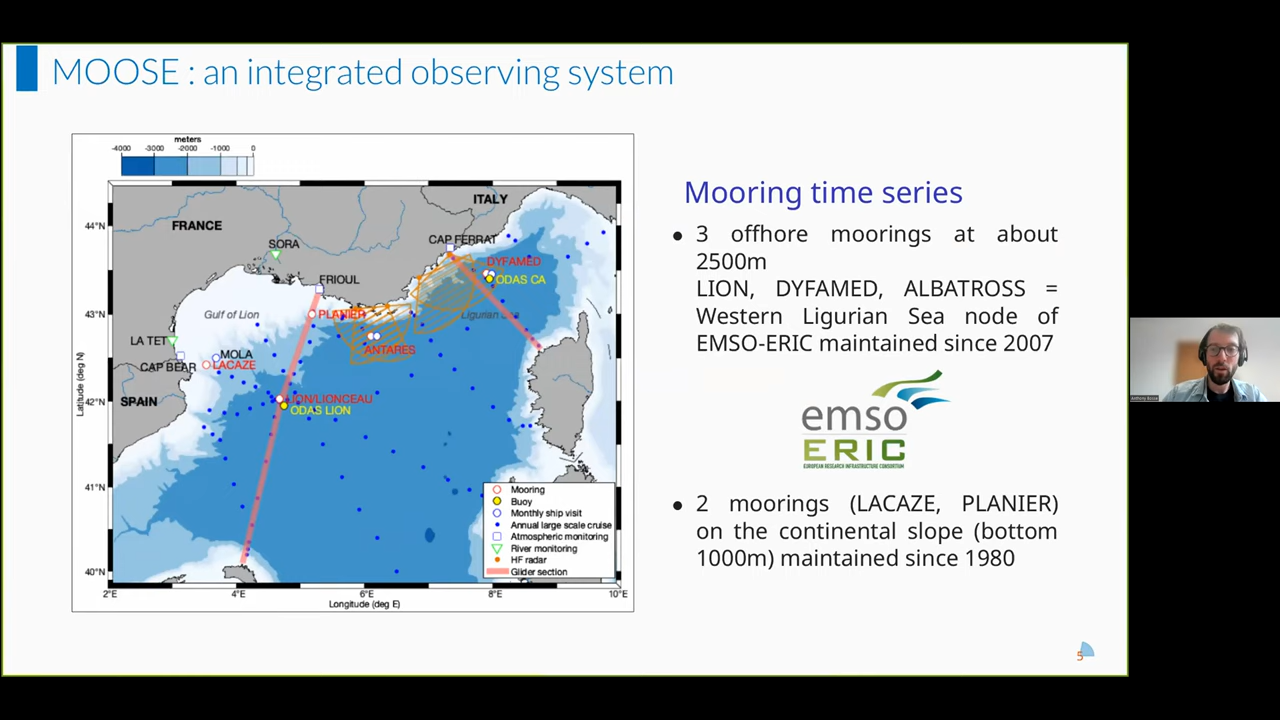 MOOSE : an integrated observing system
meters
-4000 -3000 -2000 -1000 0
ITALY
FRANCE
44°N
SORA
CAP FERRAT
DYFAMED
ODAS CA
FRIOUL
43°N
Gulf of Lion
PLANIER
Ligurian Sea
LA TET
ANTARES
MOLA
CAP BEAR
LACAZE
42°N
SPAIN
LION/LIONCEAU
ODAS LION
41°N
40°N
Latitude (deg N)
Mooring
Buoy
Monthly ship visit
Annual large scale cruise
Atmospheric monitoring
River monitoring
HF radar
Glider section
2°E 4°E 6°E 8°E 10°E
Longitude (deg E)
Mooring time series
● 3 offhore moorings at about
2500m
LION, DYFAMED, ALBATROSS =
Western Ligurian Sea node of
EMSO-ERIC maintained since 2007
emso
ERIC
EUROPEAN RESEARCH INFRASTRUCTURE CONSORTIUM
● 2 moorings (LACAZE, PLANIER)
on the continental slope (bottom
1000m) maintained since 1980
5